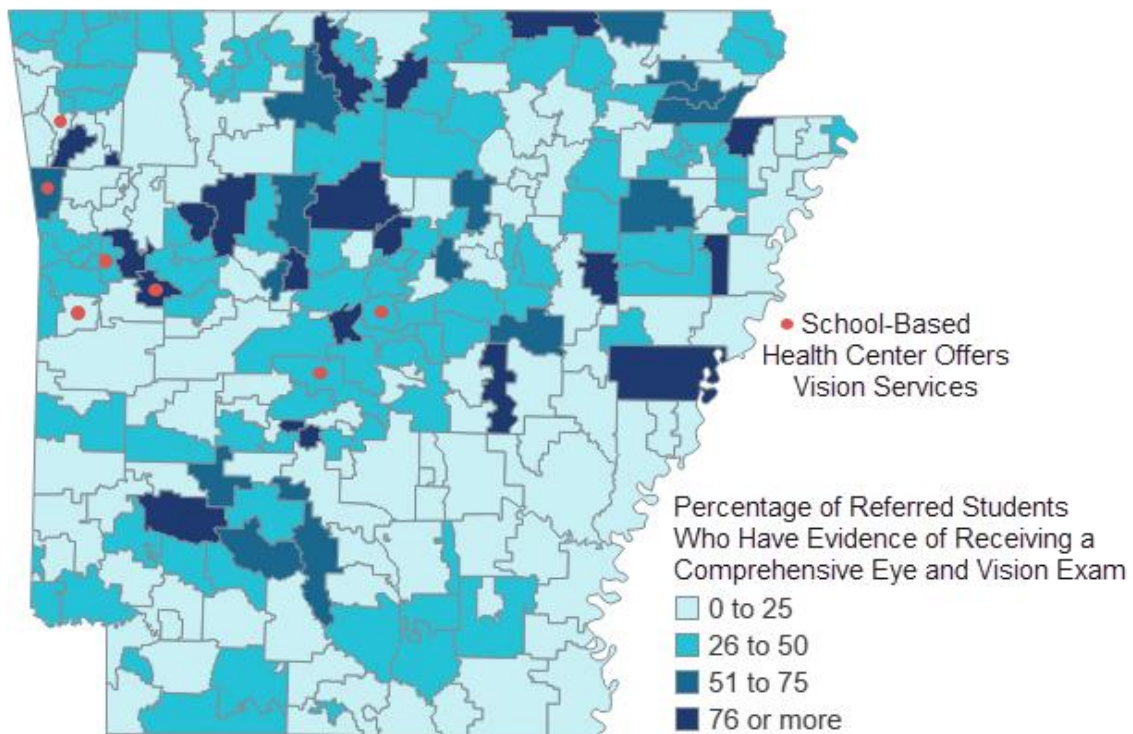 School-Based
Health Center Offers
Vision Services
Percentage of Referred Students
Who Have Evidence of Receiving a
Comprehensive Eye and Vision Exam
0 to 25
26 to 50
51 to 75
76 or more